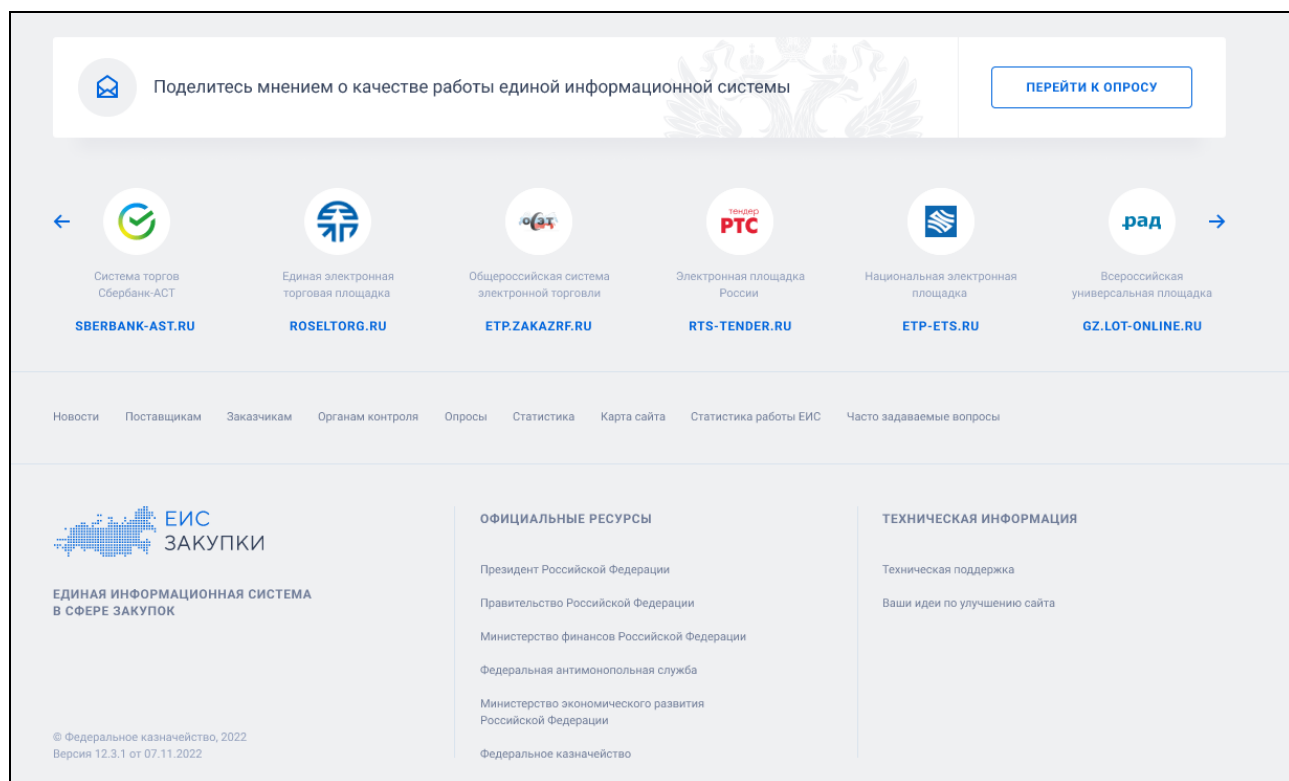 Поделитесь мнением о качестве работы единой информационной системы
ПЕРЕЙТИ К ОПРОСУ
тендер
РТС
рад
Система торгов
Сбербанк-АСТ
SBERBANK-AST.RU
Единая электронная
торговая площадка
ROSELTORG.RU
Общероссийская система
электронной торговли
ETP.ZAKAZRF.RU
Электронная площадка
России
RTS-TENDER.RU
Национальная электронная
площадка
ETP-ETS.RU
Всероссийская
универсальная площадка
GZ.LOT-ONLINE.RU
Новости Поставщикам Заказчикам Органам контроля Опросы Статистика Карта сайта Статистика работы ЕИС Часто задаваемые вопросы
ЕИС
ЗАКУПКИ
ЕДИНАЯ ИНФОРМАЦИОННАЯ СИСТЕМА
В СФЕРЕ ЗАКУПОК
© Федеральное казначейство, 2022
Версия 12.3.1 от 07.11.2022
ОФИЦИАЛЬНЫЕ РЕСУРСЫ
Президент Российской Федерации
Правительство Российской Федерации
Министерство финансов Российской Федерации
Федеральная антимонопольная служба
Министерство экономического развития
Российской Федерации
Федеральное казначейство
ТЕХНИЧЕСКАЯ ИНФОРМАЦИЯ
Техническая поддержка
Ваши идеи по улучшению сайта